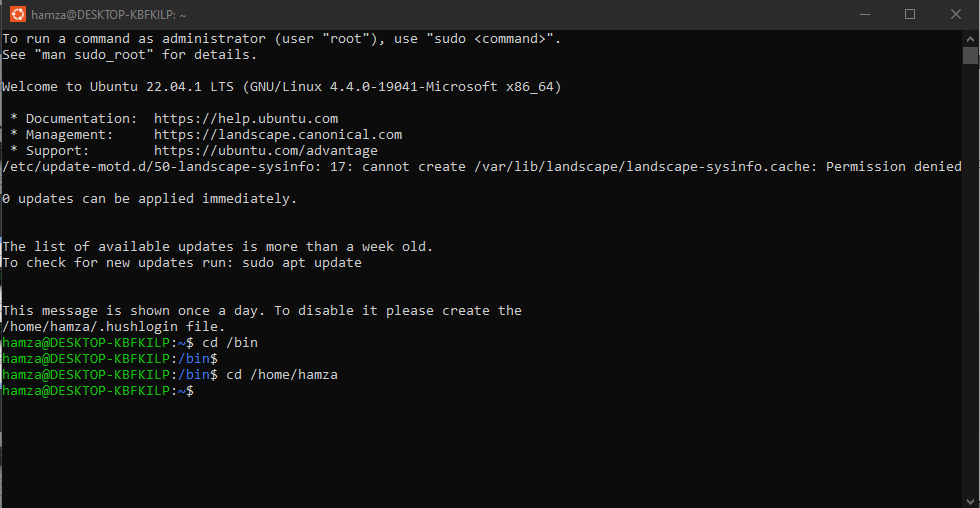 hamza@DESKTOP-KBFKILP: ~
To run a command as administrator (user "root"), use "sudo <command>".
See "man sudo_root" for details.
Welcome to Ubuntu 22.04.1 LTS (GNU/Linux 4.4.0-19041-Microsoft x86_64)
 * Documentation:  https://help.ubuntu.com
 * Management:     https://landscape.canonical.com
 * Support:        https://ubuntu.com/advantage
/etc/update-motd.d/50-landscape-sysinfo: 17: cannot create /var/lib/landscape/landscape-sysinfo.cache: Permission denied
0 updates can be applied immediately.
The list of available updates is more than a week old.
To check for new updates run: sudo apt update
This message is shown once a day. To disable it please create the
/home/hamza/.hushlogin file.
hamza@DESKTOP-KBFKILP:~$ cd /bin
hamza@DESKTOP-KBFKILP:/bin$
hamza@DESKTOP-KBFKILP:/bin$ cd /home/hamza
hamza@DESKTOP-KBFKILP:~$